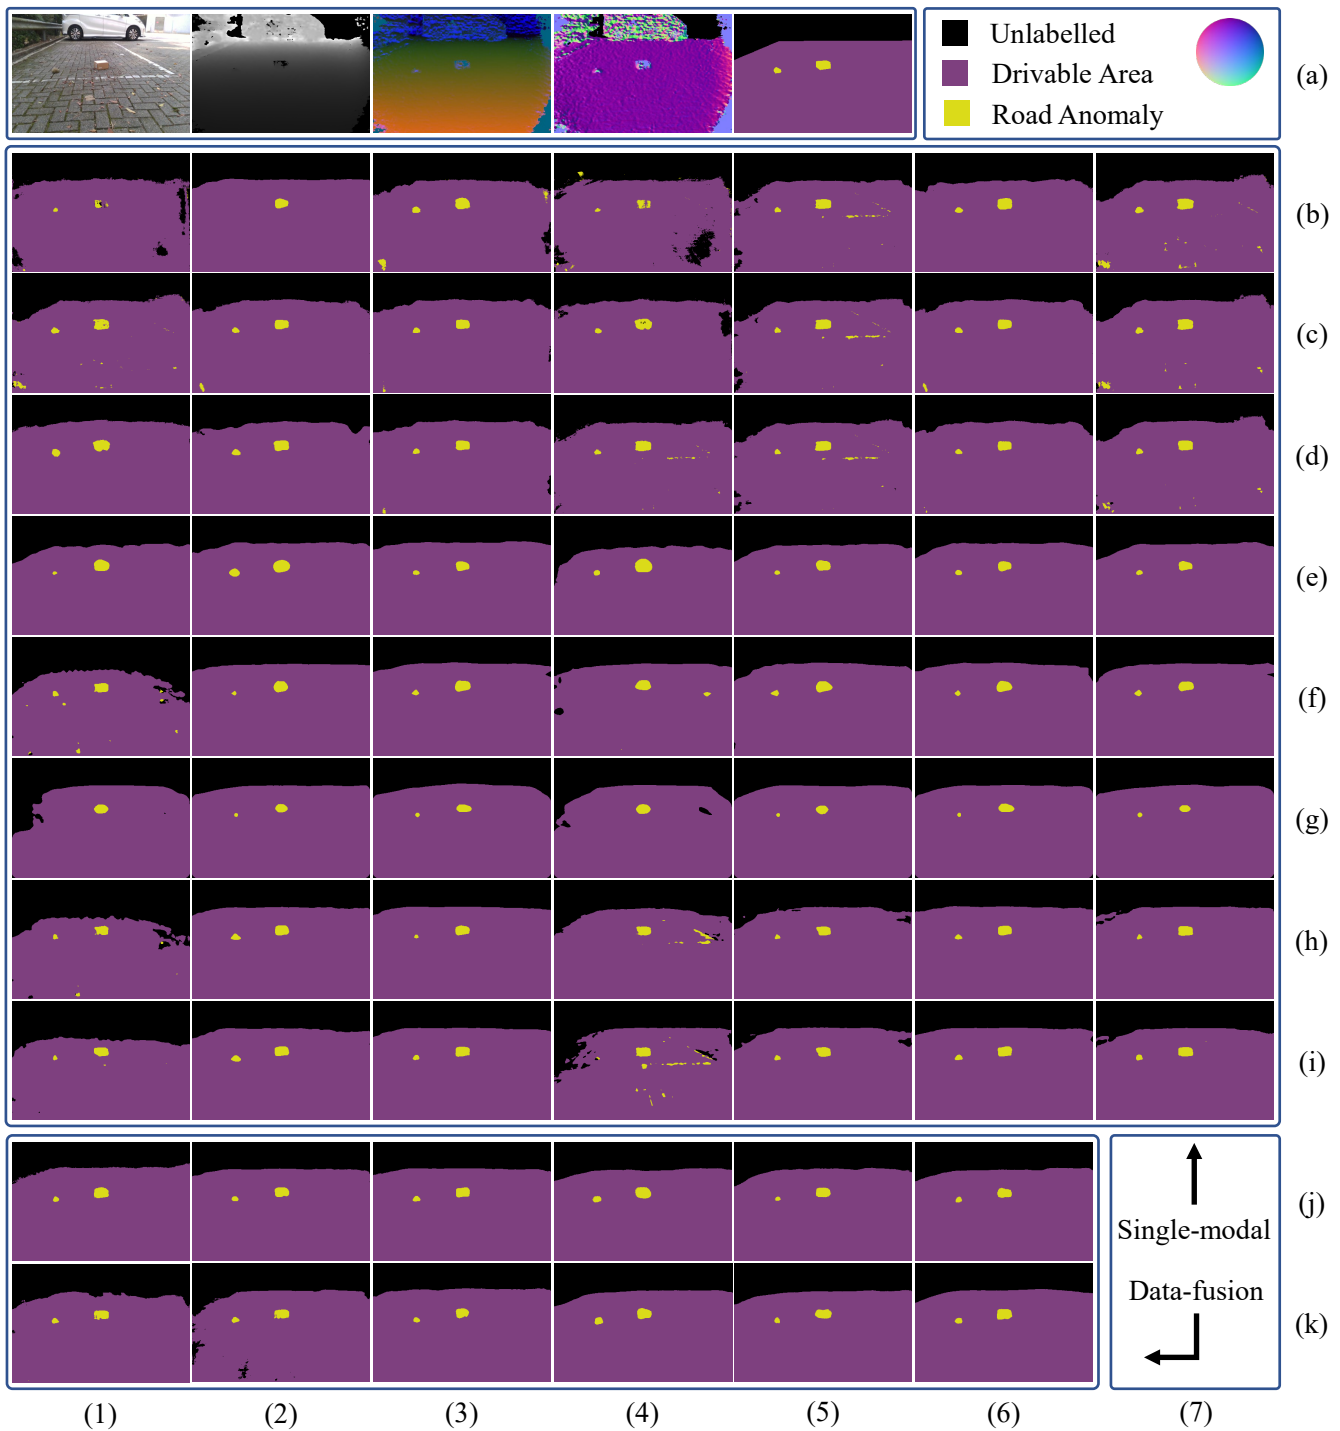 Unlabelled
Drivable Area
Road Anomaly
(a)
(b)
(c)
(d)
(e)
(f)
(g)
(h)
(i)
(j)
Single-modal
Data-fusion
(k)
(1) (2) (3) (4) (5) (6) (7)